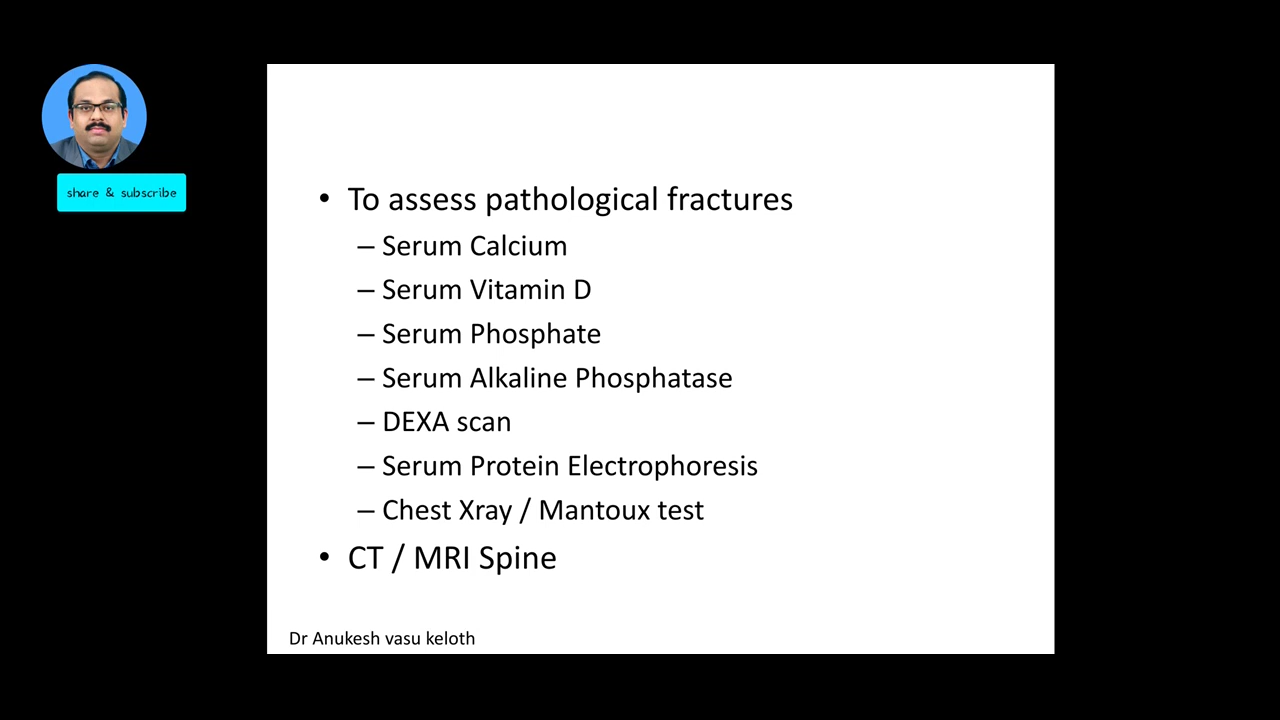 share & subscribe
• To assess pathological fractures
– Serum Calcium
– Serum Vitamin D
– Serum Phosphate
– Serum Alkaline Phosphatase
– DEXA scan
– Serum Protein Electrophoresis
– Chest Xray / Mantoux test
• CT / MRI Spine
Dr Anukesh vasu keloth